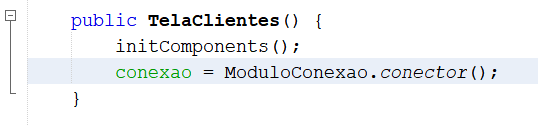 public TelaClientes() {
initComponents();
conexao = ModuloConexao.conector();
}